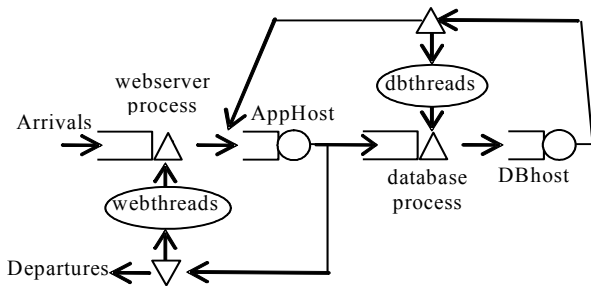 webserver
process
Arrivals
AppHost
dbthreads
database
process
DBhost
webthreads
Departures